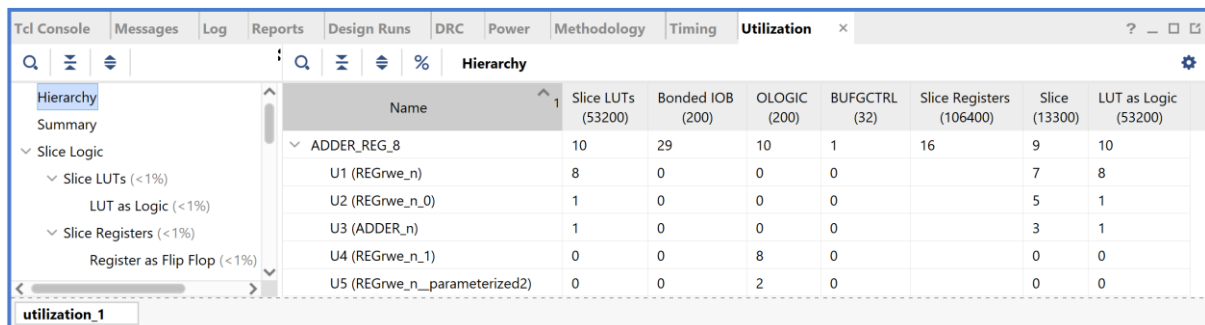 Tcl Console Messages Log Reports Design Runs DRC Power Methodology Timing Utilization × ? _
% Hierarchy
Hierarchy
Summary
Slice Logic
Slice LUTs (<1%)
LUT as Logic (<1%)
Slice Registers (<1%)
Register as Flip Flop (<1%)
Name 1 Slice LUTs (53200) Bonded IOB (200) OLOGIC (200) BUFGCTRL (32) Slice Registers (106400) Slice (13300) LUT as Logic (53200)
ADDER_REG_8 10 29 10 1 16 9 10
U1 (REGrwe_n) 8 0 0 0 7 8
U2 (REGrwe_n_0) 1 0 0 0 5 1
U3 (ADDER_n) 1 0 0 0 3 1
U4 (REGrwe_n_1) 0 0 8 0 0 0
U5 (REGrwe_n__parameterized2) 0 0 2 0 0 0
utilization_1